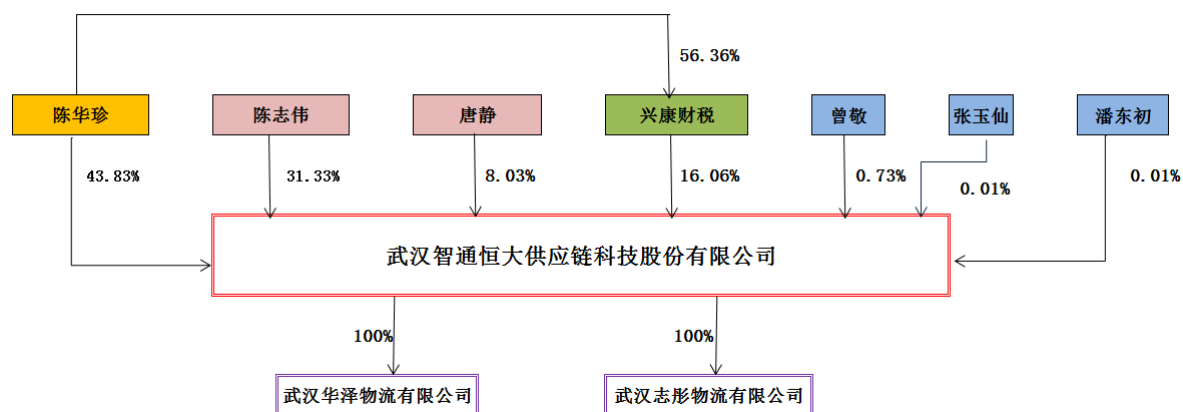 56.36%
陈华珍
陈志伟
唐静
兴康财税
曾敬
张玉仙
潘东初
43.83%
31.33%
8.03%
16.06%
0.73%
0.01%
0.01%
武汉智通恒大供应链科技股份有限公司
100%
100%
武汉华泽物流有限公司
武汉志彤物流有限公司